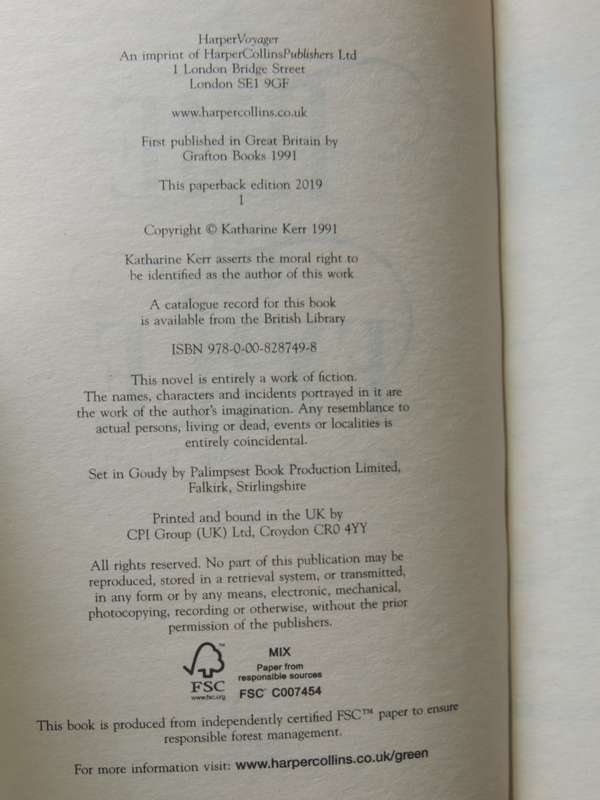 HarperVoyager
An imprint of HarperCollinsPublishers Ltd
1 London Bridge Street
London SE1 9GF
www.harpercollins.co.uk
First published in Great Britain by
Grafton Books 1991
This paperback edition 2019
1
Copyright © Katharine Kerr 1991
Katharine Kerr asserts the moral right to
be identified as the author of this work
A catalogue record for this book
is available from the British Library
ISBN 978-0-00-828749-8
This novel is entirely a work of fiction.
The names, characters and incidents portrayed in it are
the work of the author's imagination. Any resemblance to
actual persons, living or dead, events or localities is
entirely coincidental.
Set in Goudy by Palimpsest Book Production Limited,
Falkirk, Stirlingshire
Printed and bound in the UK by
CPI Group (UK) Ltd, Croydon CR0 4YY
All rights reserved. No part of this publication may be
reproduced, stored in a retrieval system, or transmitted,
in any form or by any means, electronic, mechanical,
photocopying, recording or otherwise, without the prior
permission of the publishers.
FSC
www.fsc.org
MIX
Paper from
responsible sources
FSC® C007454
This book is produced from independently certified FSC™ paper to ensure
responsible forest management.
For more information visit: www.harpercollins.co.uk/green